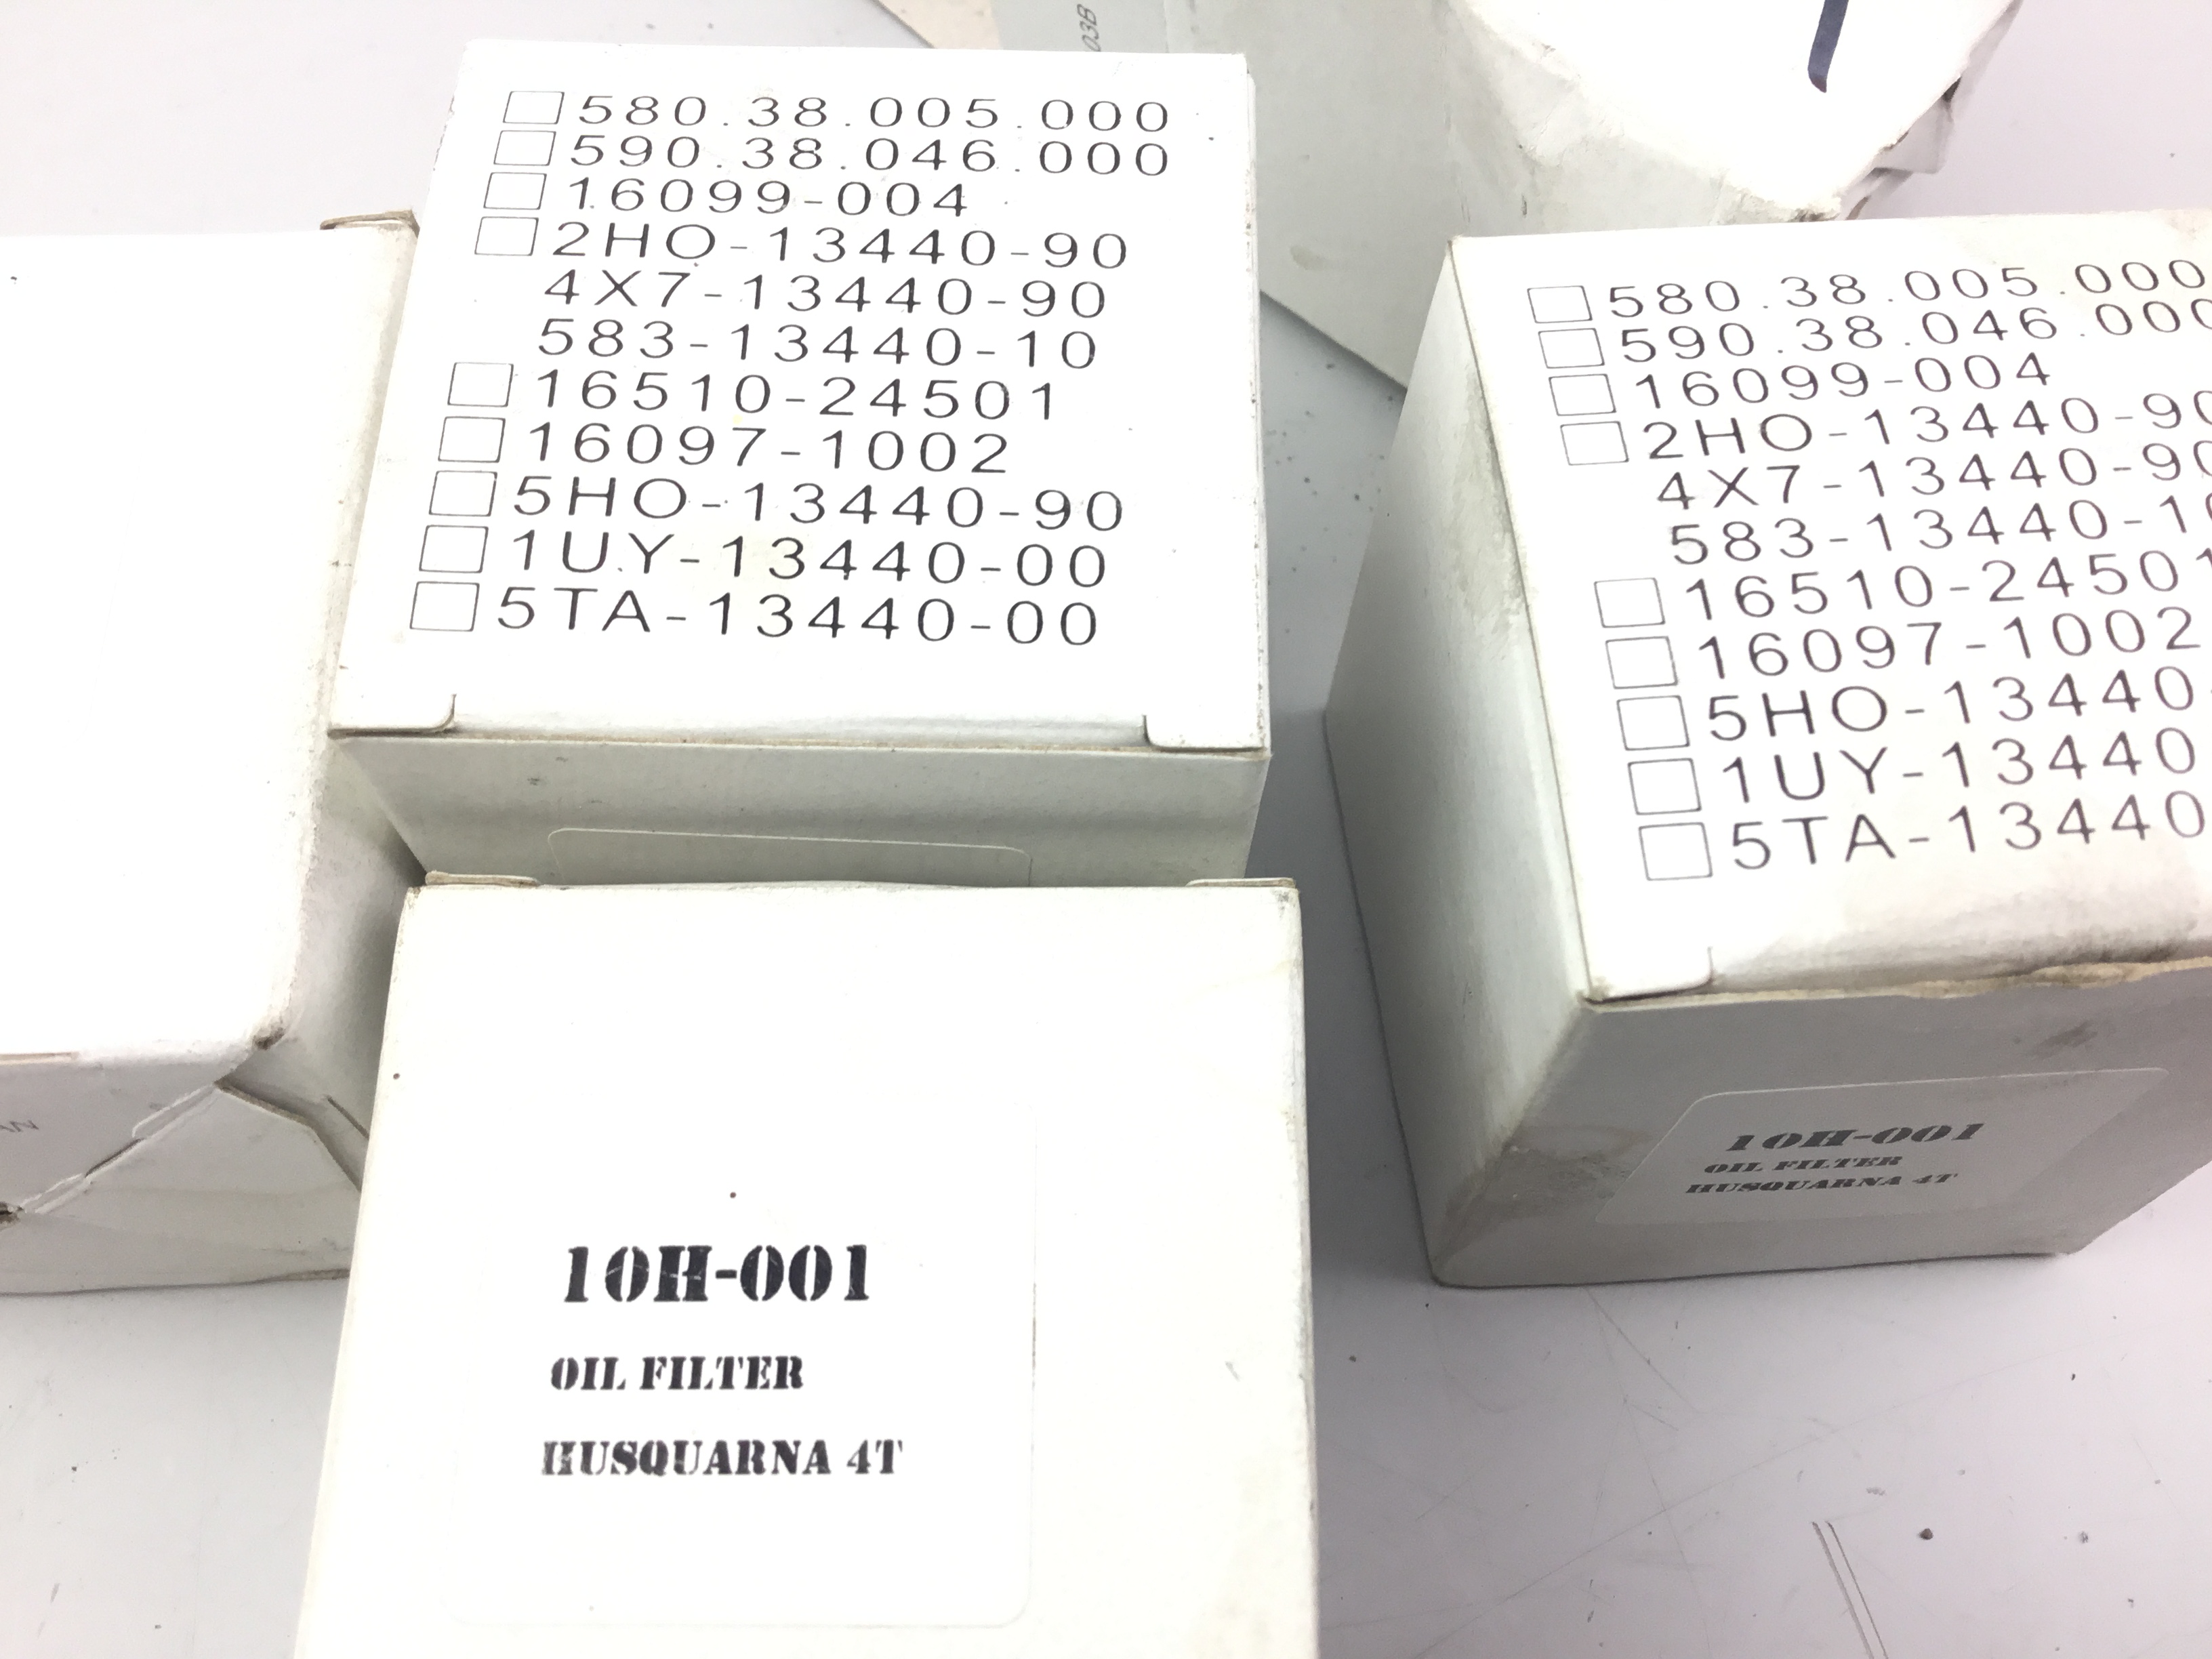 03B
580.38.005.000
590.38.046.000
16099-004
2HO-13440-90
4X7-13440-90
583-13440-10
16510-24501
16097-1002
5HO-13440-90
1UY-13440-00
5TA-13440-00
580.38.005.000
590.38.046.000
16099-004
2HO-13440-90
4X7-13440-90
583-13440-10
16510-24501
16097-1002
5HO-13440
1UY-13440
5TA-13440
10H-001
OIL FILTER
HUSQUARNA 4T
10H-001
OIL FILTER
HUSQUARNA 4T